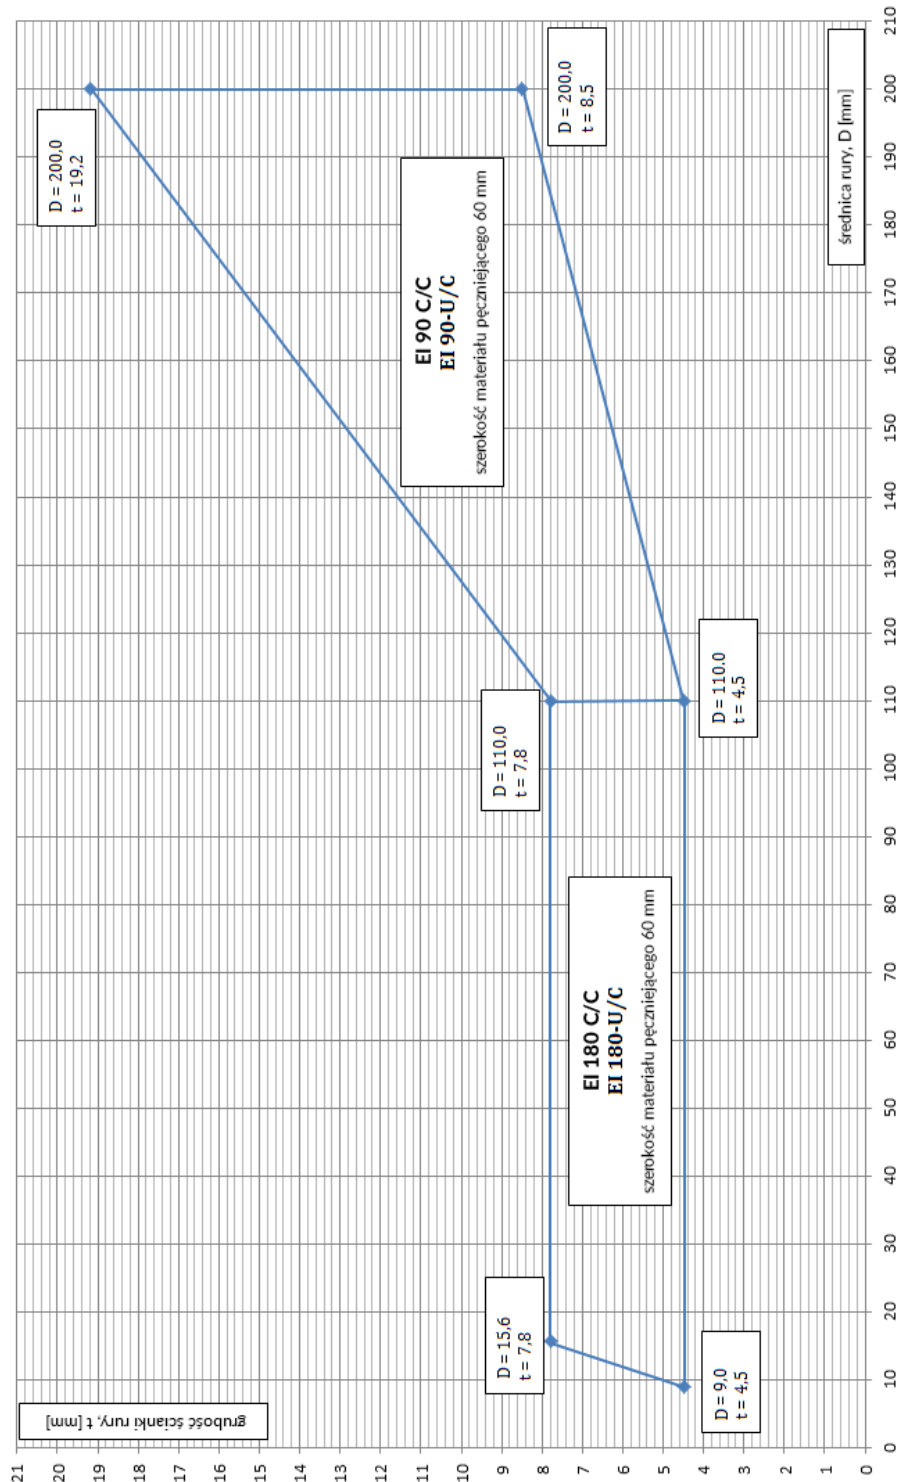 grubość ścianki rury, t [mm]
21
20
19
18
17
16
15
14
13
12
11
10
9
8
7
6
5
4
3
2
1
0
D = 200,0
t = 19,2
D = 200,0
t = 8,5
EI 90 C/C
EI 90-U/C
szerokość materiału pęczniejącego 60 mm
D = 110,0
t = 7,8
D = 110.0
t = 4,5
EI 180 C/C
EI 180-U/C
szerokość materiału pęczniejącego 60 mm
D = 15,6
t = 7,8
D = 9,0
t = 4,5
0
10
20
30
40
50
60
70
80
90
100
110
120
130
140
150
160
170
180
190
200
210
średnica rury, D [mm]